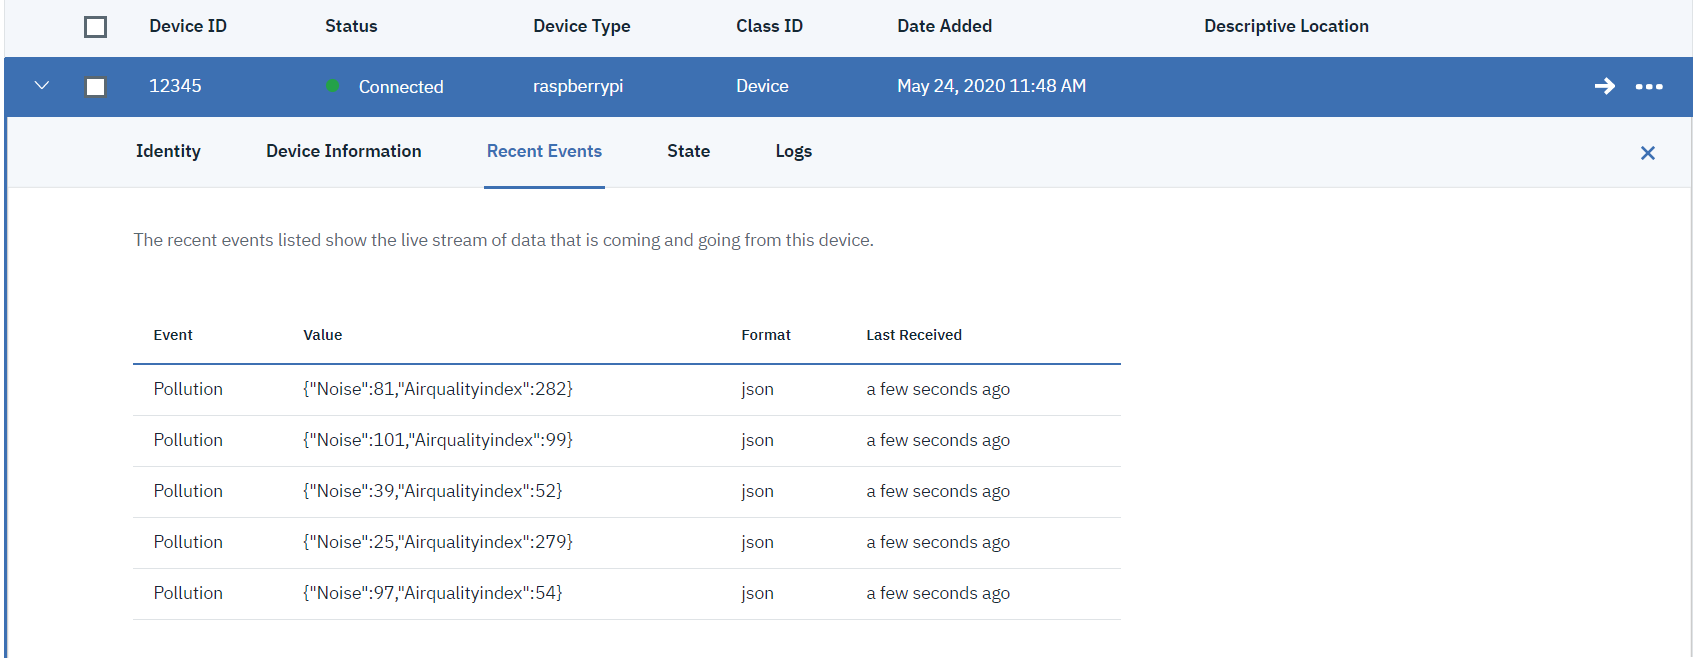 Device ID Status Device Type Class ID Date Added Descriptive Location
12345 Connected raspberrypi Device May 24, 2020 11:48 AM
Identity Device Information Recent Events State Logs
The recent events listed show the live stream of data that is coming and going from this device.
Event Value Format Last Received
Pollution {"Noise":81,"Airqualityindex":282} json a few seconds ago
Pollution {"Noise":101,"Airqualityindex":99} json a few seconds ago
Pollution {"Noise":39,"Airqualityindex":52} json a few seconds ago
Pollution {"Noise":25,"Airqualityindex":279} json a few seconds ago
Pollution {"Noise":97,"Airqualityindex":54} json a few seconds ago